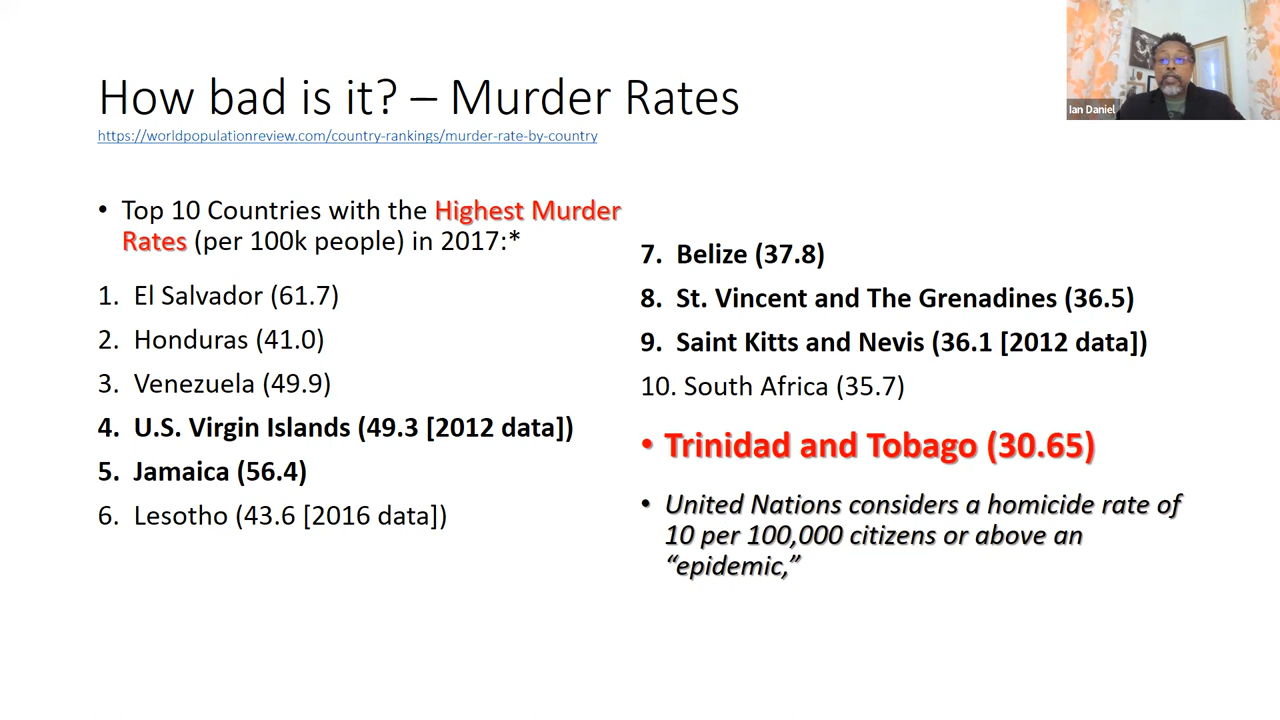 How bad is it? – Murder Rates
https://worldpopulationreview.com/country-rankings/murder-rate-by-country
• Top 10 Countries with the Highest Murder
Rates (per 100k people) in 2017:*
1. El Salvador (61.7)
2. Honduras (41.0)
3. Venezuela (49.9)
4. U.S. Virgin Islands (49.3 [2012 data])
5. Jamaica (56.4)
6. Lesotho (43.6 [2016 data])
7. Belize (37.8)
8. St. Vincent and The Grenadines (36.5)
9. Saint Kitts and Nevis (36.1 [2012 data])
10. South Africa (35.7)
• Trinidad and Tobago (30.65)
• United Nations considers a homicide rate of
10 per 100,000 citizens or above an
“epidemic,”
Ian Daniel